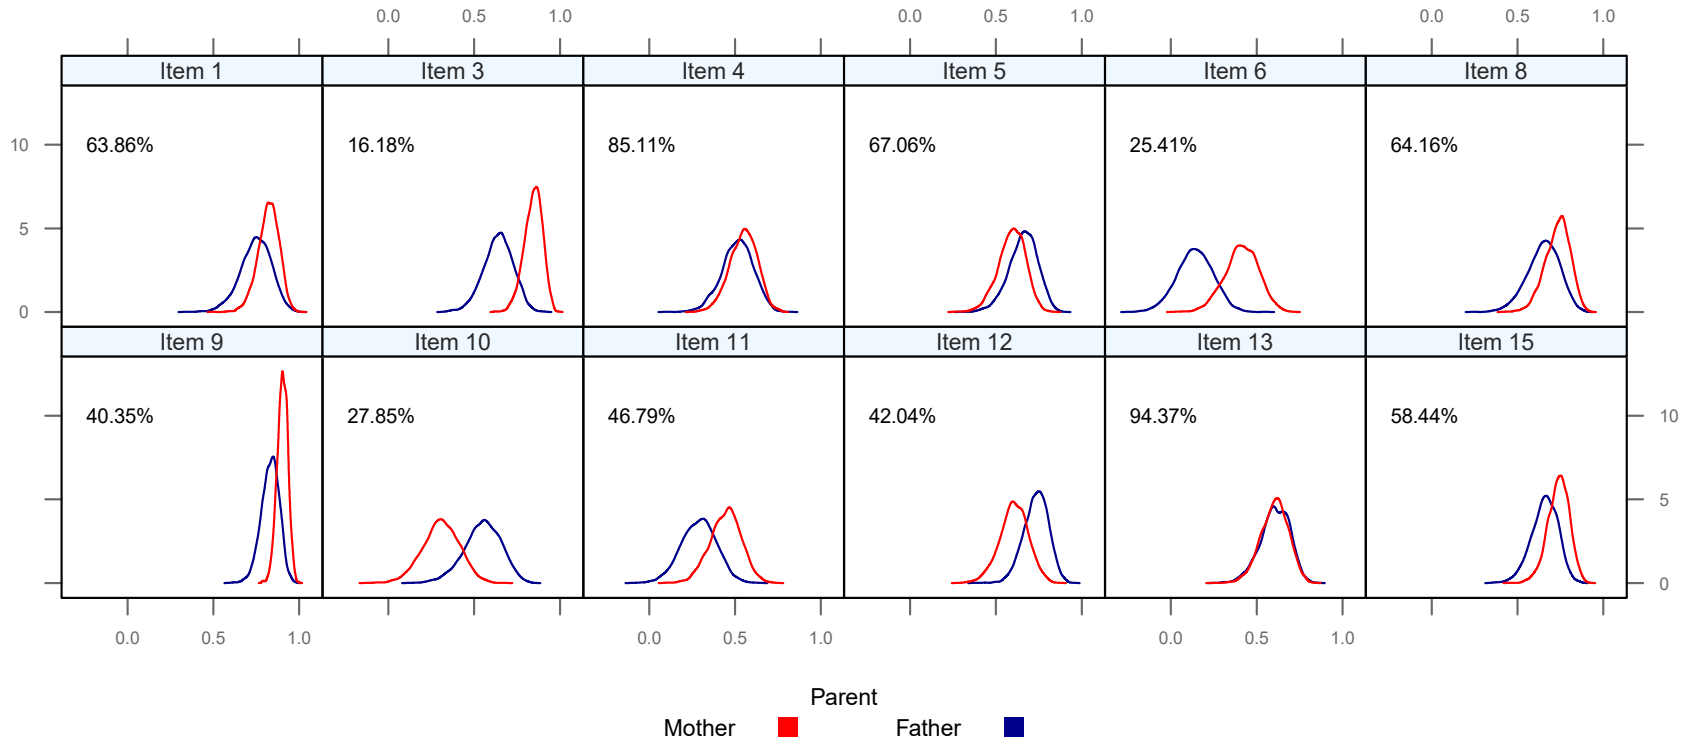 0.0 0.5 1.0 0.0 0.5 1.0 0.0 0.5 1.0
Item 1 Item 3 Item 4 Item 5 Item 6 Item 8
10 63.86% 16.18% 85.11% 67.06% 25.41% 64.16%
5
0
Item 9 Item 10 Item 11 Item 12 Item 13 Item 15
40.35% 27.85% 46.79% 42.04% 94.37% 58.44% 10
5
0
0.0 0.5 1.0 0.0 0.5 1.0 0.0 0.5 1.0
Parent
Mother Father